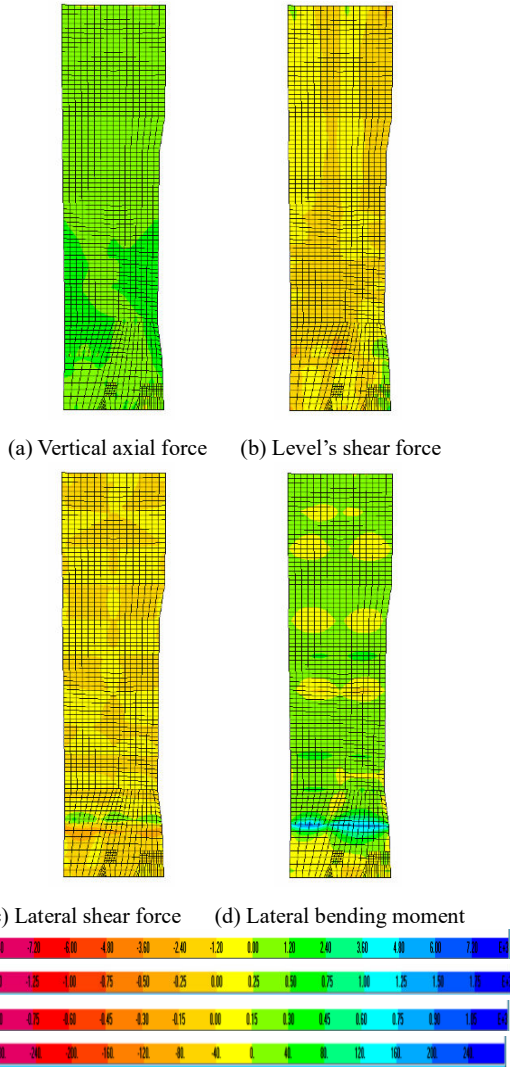 (a) Vertical axial force (b) Level’s shear force
) Lateral shear force (d) Lateral bending moment
-7.20 -6.00 -4.80 -3.60 -2.40 -1.20 0.00 1.20 2.40 3.60 4.80 6.00 7.20
-1.25 -1.00 -0.75 -0.50 -0.25 0.00 0.25 0.50 0.75 1.00 1.25 1.50 1.75
-0.75 -0.60 -0.45 -0.30 -0.15 0.00 0.15 0.30 0.45 0.60 0.75 0.90 1.05
-240. -200. -160. -120. -80. -40. 0. 40. 80. 120. 160. 200. 240.